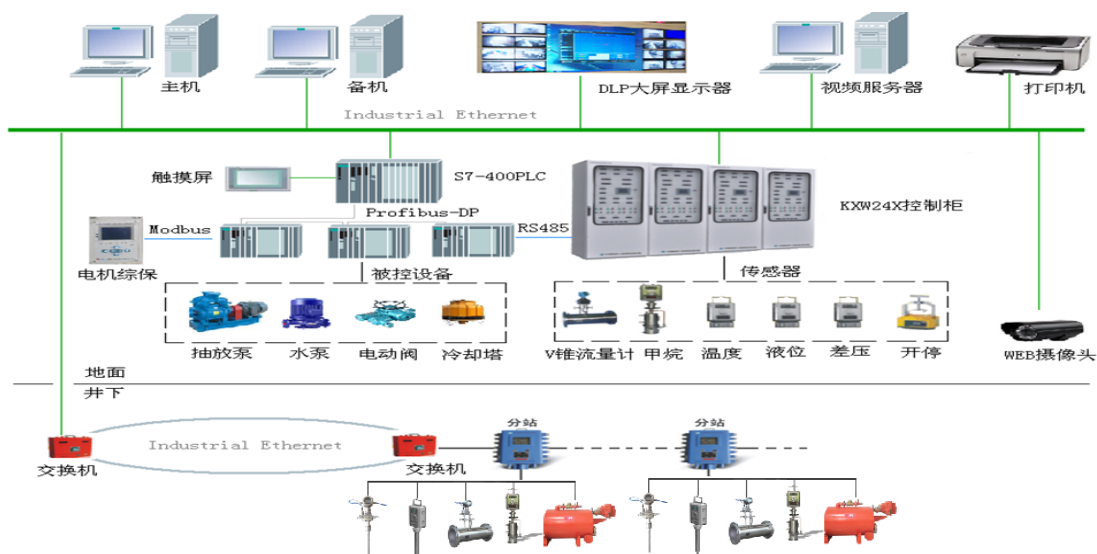 主机
备机
DLP大屏显示器
视频服务器
打印机
Industrial Ethernet
触摸屏
S7-400PLC
KXW24X控制柜
Profibus-DP
Modbus
RS485
电机综保
被控设备
传感器
抽放泵
水泵
电动阀
冷却塔
V锥流量计
甲烷
温度
液位
差压
开停
WEB摄像头
地面
井下
分站
分站
Industrial Ethernet
交换机
交换机